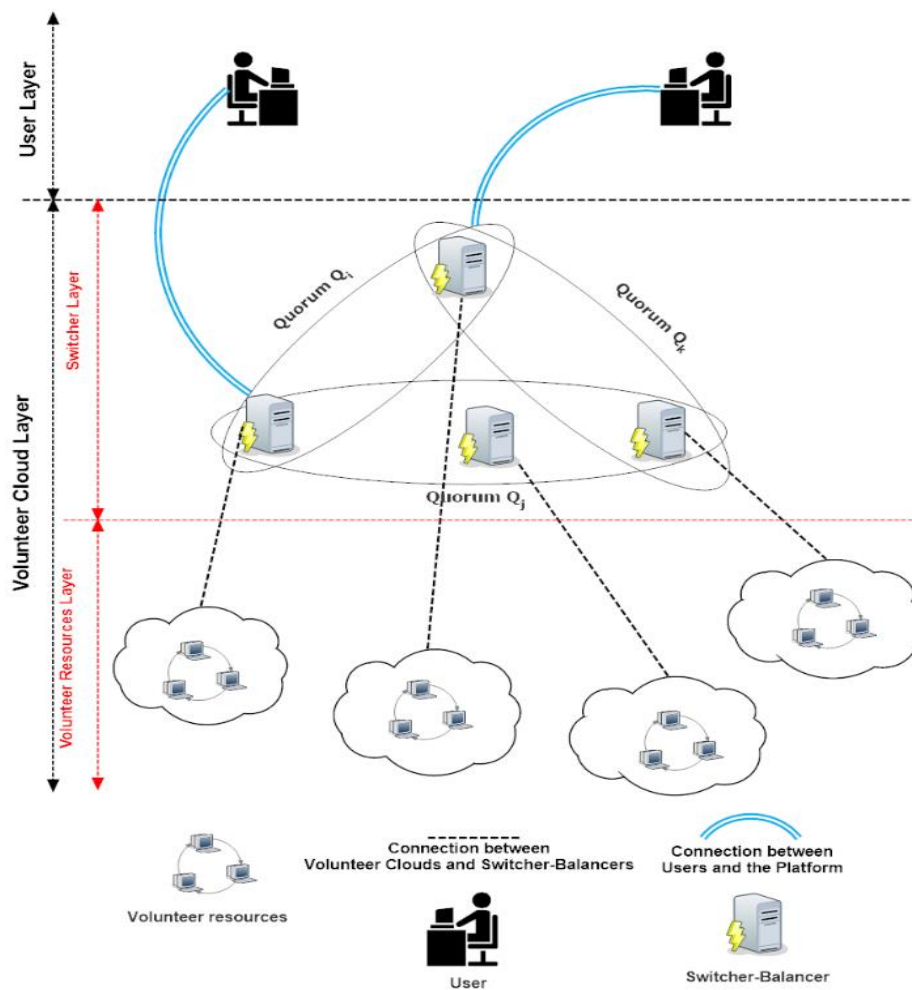 User Layer
Volunteer Cloud Layer
Switcher Layer
Volunteer Resources Layer
Quorum Qi
Quorum Qk
Quorum Qj
Connection between
Volunteer Clouds and Switcher-Balancers
Connection between
Users and the Platform
Volunteer resources
User
Switcher-Balancer